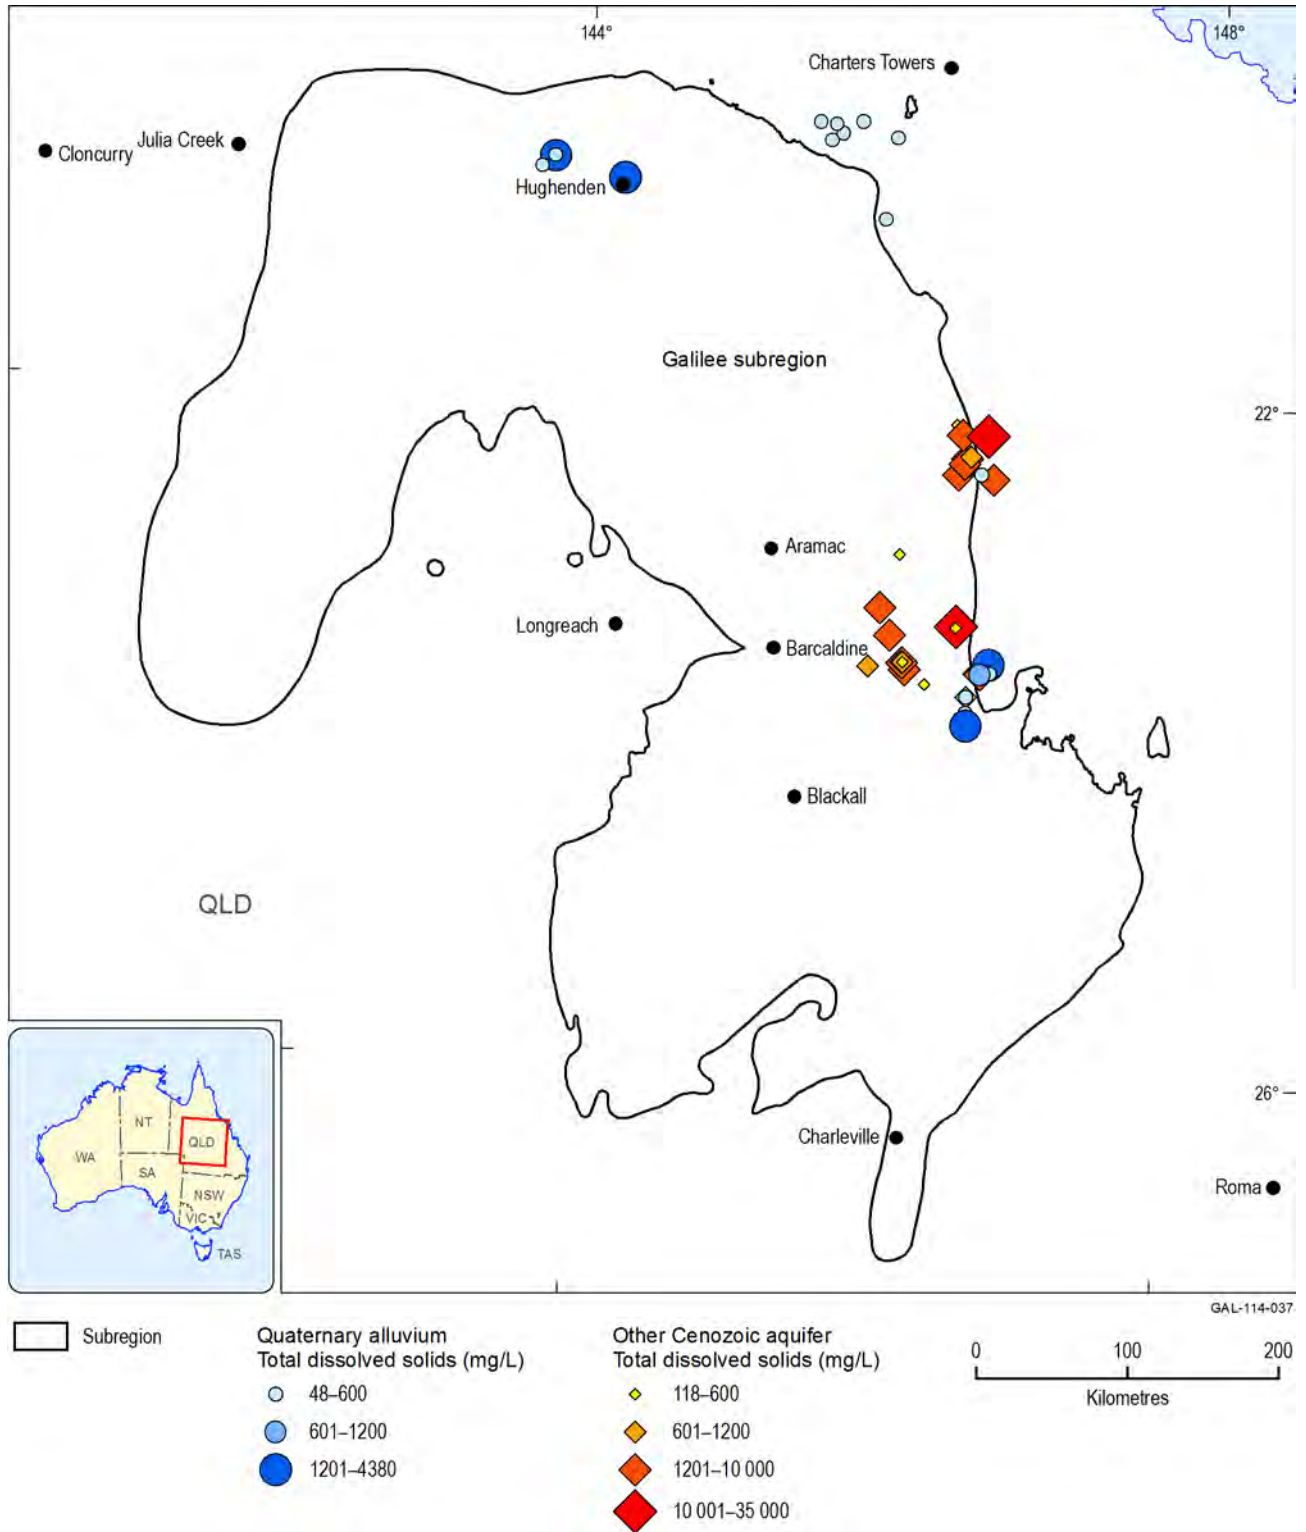 144°
148°
Charters Towers
Julia Creek
Cloncurry
Hughenden
Galilee subregion
22°
Aramac
Longreach
Barcaldine
Blackall
QLD
26°
Charleville
Roma
NT
QLD
WA
SA
NSW
VIC
TAS
GAL-114-037
Subregion
Quaternary alluvium
Total dissolved solids (mg/L)
48–600
601–1200
1201–4380
Other Cenozoic aquifer
Total dissolved solids (mg/L)
118–600
601–1200
1201–10 000
10 001–35 000
0 100 200
Kilometres